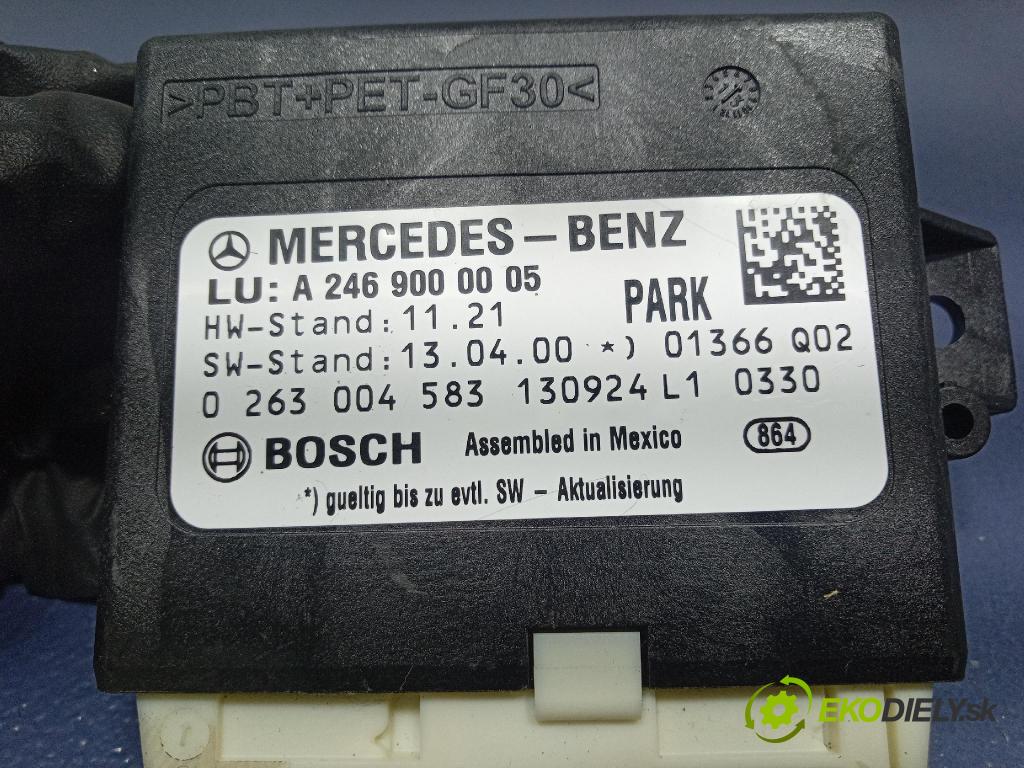 >PBT+PET-GF30<
MERCEDES-BENZ
LU: A 246 900 00 05
PARK
HW-Stand: 11.21
SW-Stand: 13.04.00 *) 01366 Q02
0 263 004 583 130924 L1 0330
BOSCH Assembled in Mexico 864
*) gueltig bis zu evtl. SW - Aktualisierung
EKODIELY.sk